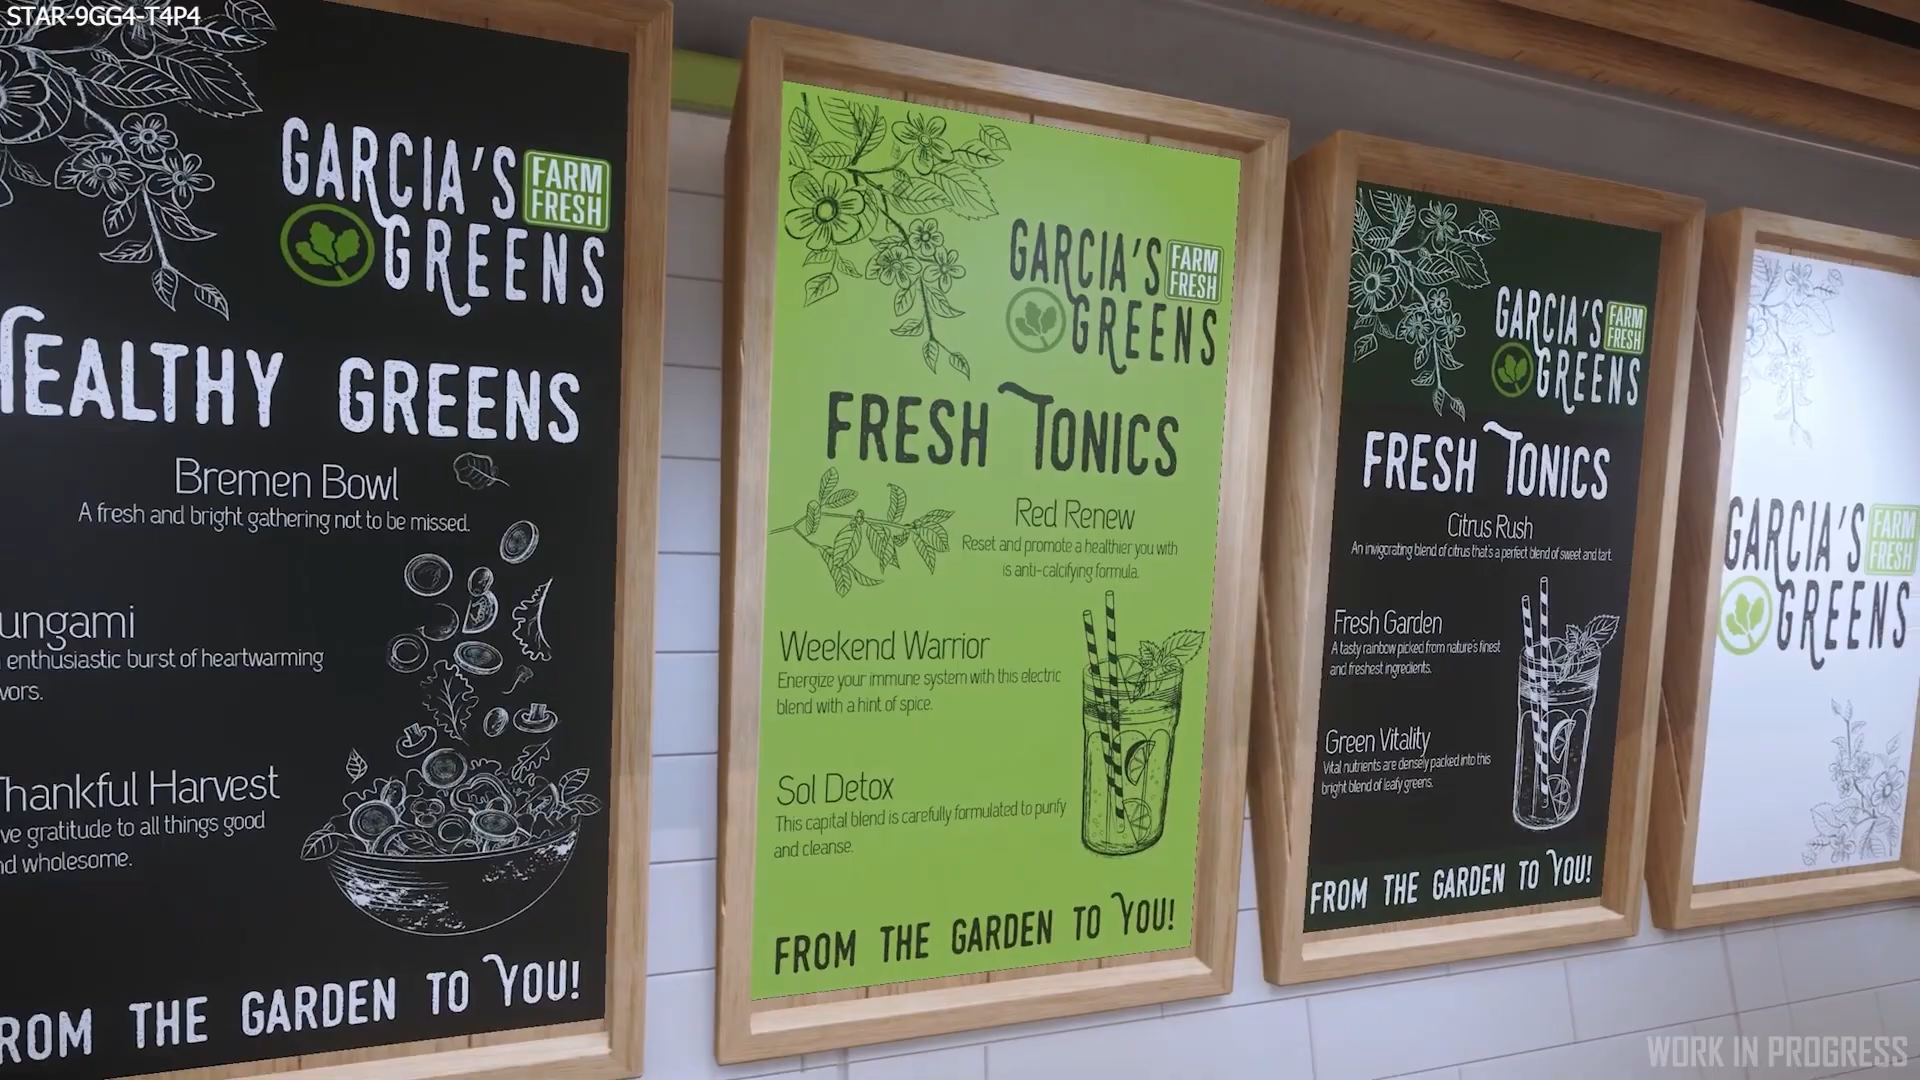 STAR-9GG4-T4P4
GARCIA'S
FARM
FRESH
GREENS
HEALTHY GREENS
Bremen Bowl
A fresh and bright gathering not to be missed.
enthusiastic burst of heartwarming
Thankful Harvest
gratitude to all things good
wholesome.
FROM THE GARDEN TO YOU!
GARCIA'S
FARM
FRESH
GREENS
FRESH TONICS
Red Renew
Reset and promote a healthier you with
is anti-calcifying formula.
Weekend Warrior
Energize your immune system with this electric
blend with a hint of spice.
Sol Detox
This capital blend is carefully formulated to purify
and cleanse.
FROM THE GARDEN TO YOU!
GARCIA'S
FARM
FRESH
GREENS
FRESH TONICS
Citrus Rush
An invigorating blend of citrus that's a perfect blend of sweet and tart.
Fresh Garden
A tasty rainbow picked from nature's finest
and freshest ingredients.
Green Vitality
Vital nutrients are densely packed into this
bright blend of leafy greens.
FROM THE GARDEN TO YOU!
GARCIA'S
FARM
FRESH
GREENS
WORK IN PROGRESS